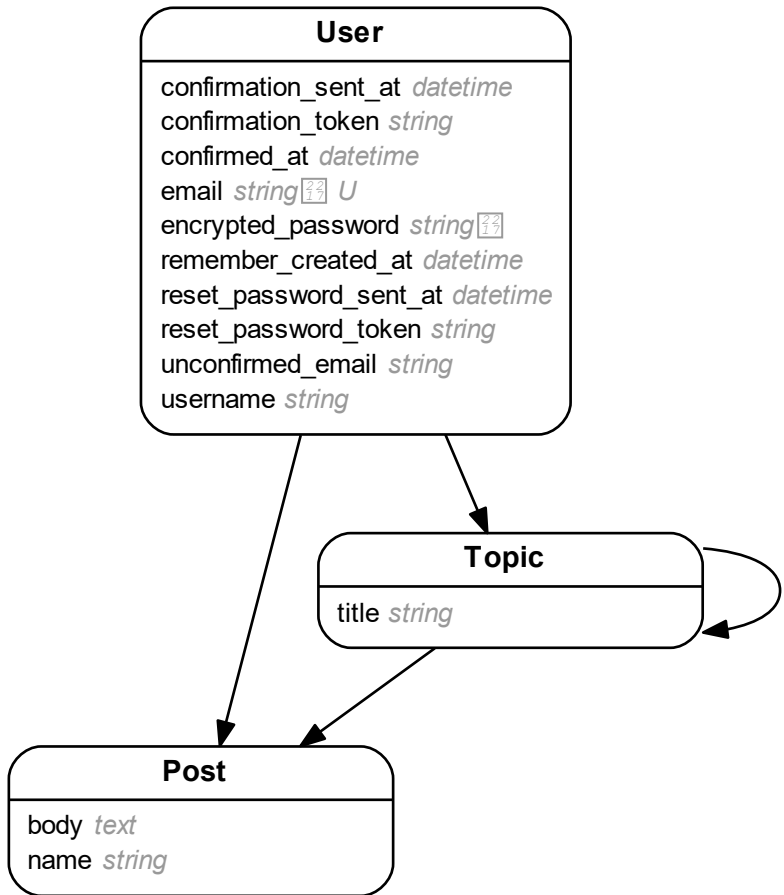 User
confirmation_sent_at datetime
confirmation_token string
confirmed_at datetime
email string U
encrypted_password string
remember_created_at datetime
reset_password_sent_at datetime
reset_password_token string
unconfirmed_email string
username string
Topic
title string
Post
body text
name string